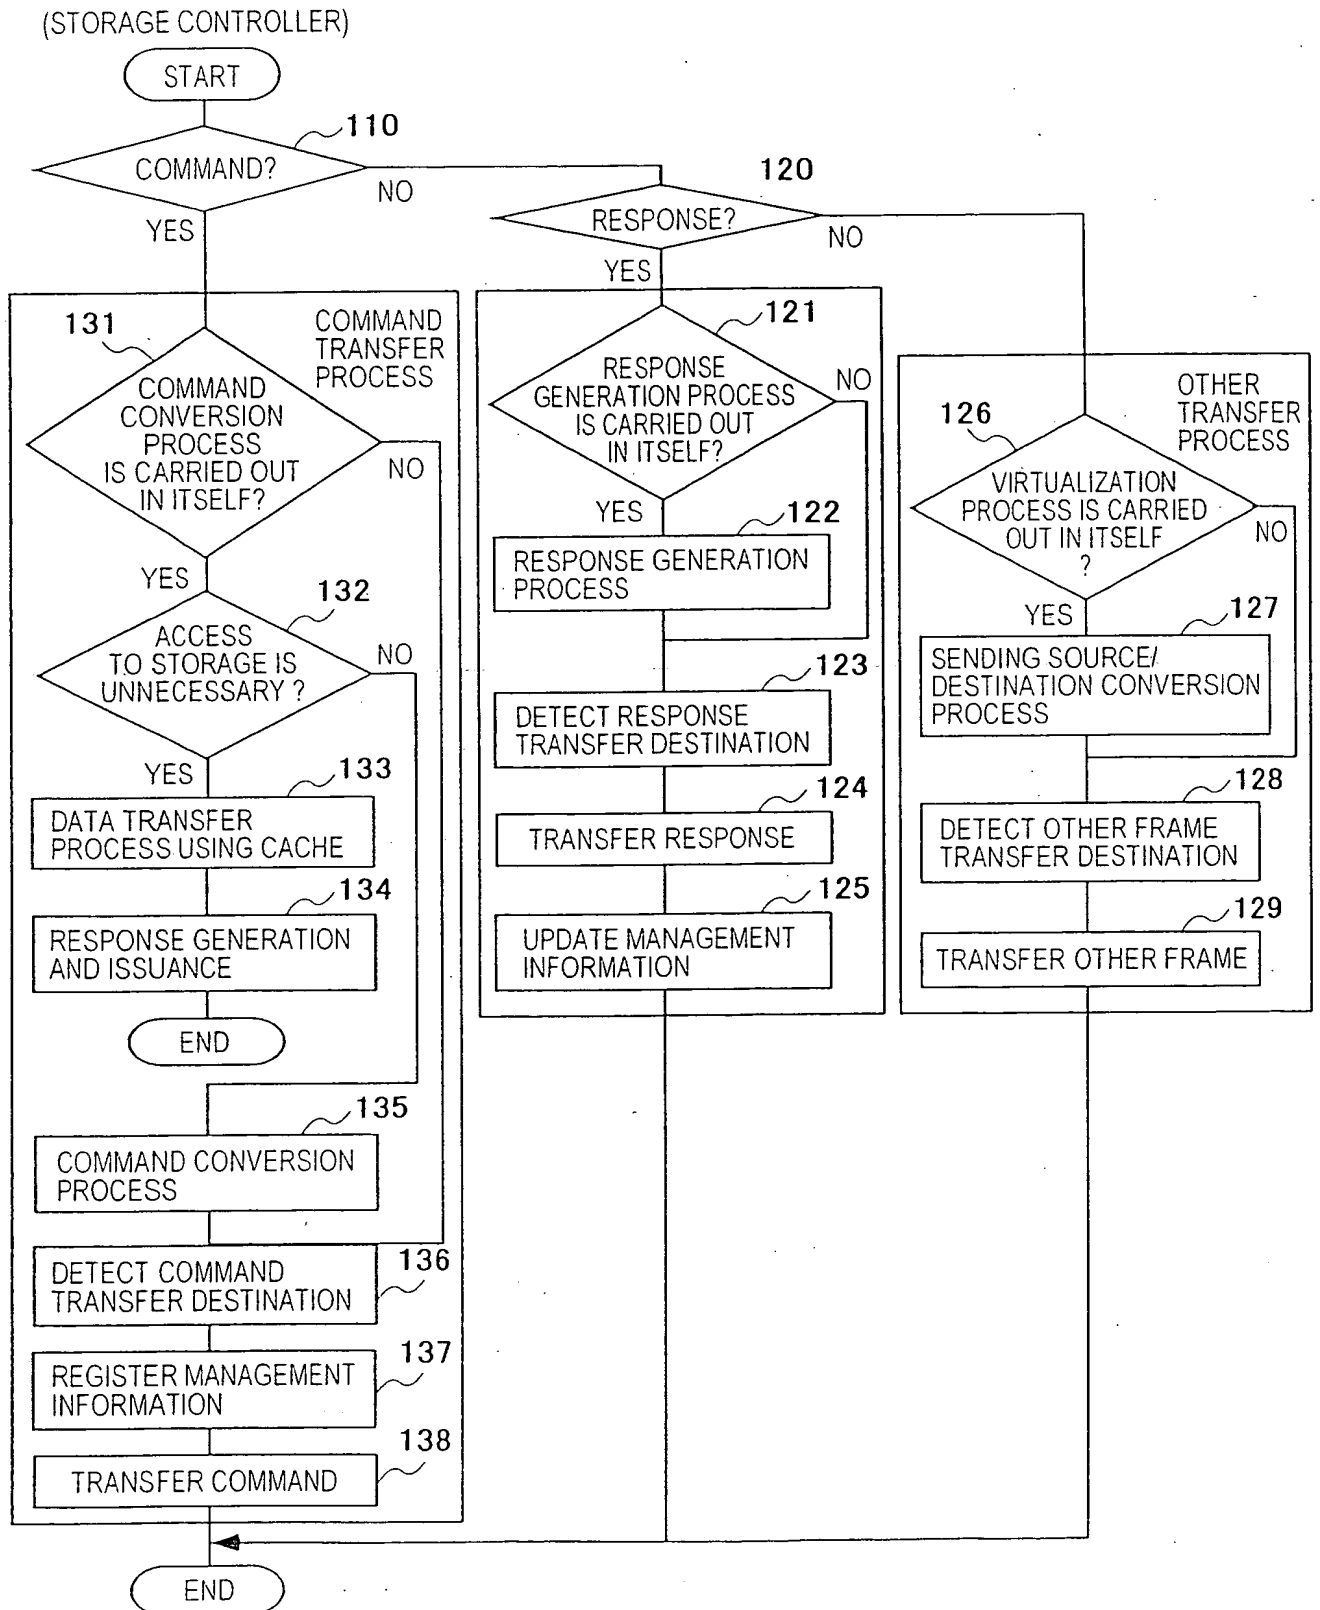 (STORAGE CONTROLLER)
START
110
COMMAND?
NO
YES
120
RESPONSE?
NO
YES
COMMAND
TRANSFER
PROCESS
131
COMMAND
CONVERSION
PROCESS
IS CARRIED OUT
IN ITSELF?
NO
YES
132
ACCESS
TO STORAGE IS
UNNECESSARY ?
NO
YES
133
DATA TRANSFER
PROCESS USING CACHE
134
RESPONSE GENERATION
AND ISSUANCE
END
135
COMMAND CONVERSION
PROCESS
136
DETECT COMMAND
TRANSFER DESTINATION
137
REGISTER MANAGEMENT
INFORMATION
138
TRANSFER COMMAND
END
121
RESPONSE
GENERATION PROCESS
IS CARRIED OUT
IN ITSELF?
NO
YES
122
RESPONSE GENERATION
PROCESS
123
DETECT RESPONSE
TRANSFER DESTINATION
124
TRANSFER RESPONSE
125
UPDATE MANAGEMENT
INFORMATION
OTHER
TRANSFER
PROCESS
126
VIRTUALIZATION
PROCESS IS CARRIED
OUT IN ITSELF
?
NO
YES
127
SENDING SOURCE/
DESTINATION CONVERSION
PROCESS
128
DETECT OTHER FRAME
TRANSFER DESTINATION
129
TRANSFER OTHER FRAME